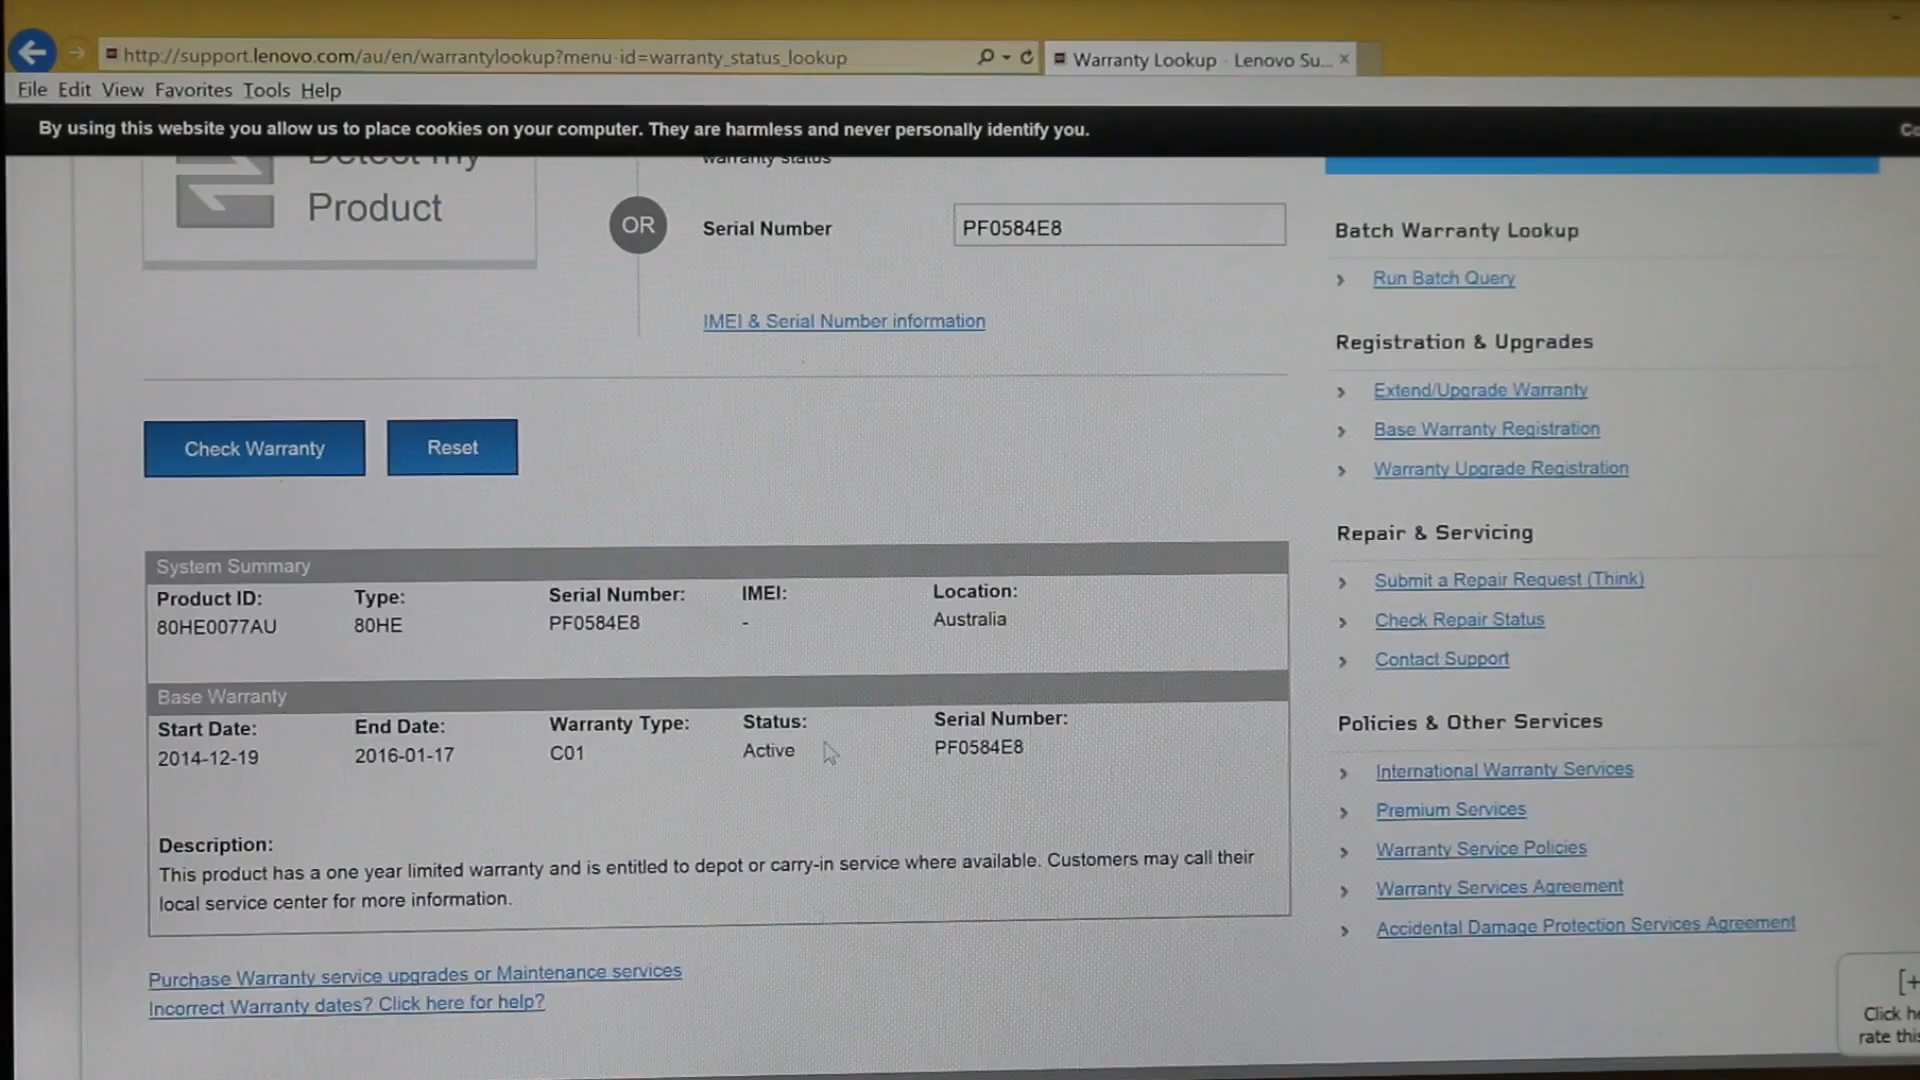 http://support.lenovo.com/au/en/warrantylookup?menu-id=warranty_status_lookup
Warranty Lookup - Lenovo Su... ×
File Edit View Favorites Tools Help
By using this website you allow us to place cookies on your computer. They are harmless and never personally identify you.
Detect my
Product
warranty status
OR
Serial Number
PF0584E8
IMEI & Serial Number information
Check Warranty
Reset
System Summary
Product ID: Type: Serial Number: IMEI: Location:
80HE0077AU 80HE PF0584E8 - Australia
Base Warranty
Start Date: End Date: Warranty Type: Status: Serial Number:
2014-12-19 2016-01-17 C01 Active PF0584E8
Description:
This product has a one year limited warranty and is entitled to depot or carry-in service where available. Customers may call their
local service center for more information.
Purchase Warranty service upgrades or Maintenance services
Incorrect Warranty dates? Click here for help?
Batch Warranty Lookup
Run Batch Query
Registration & Upgrades
Extend/Upgrade Warranty
Base Warranty Registration
Warranty Upgrade Registration
Repair & Servicing
Submit a Repair Request (Think)
Check Repair Status
Contact Support
Policies & Other Services
International Warranty Services
Premium Services
Warranty Service Policies
Warranty Services Agreement
Accidental Damage Protection Services Agreement
[+
Click
rate